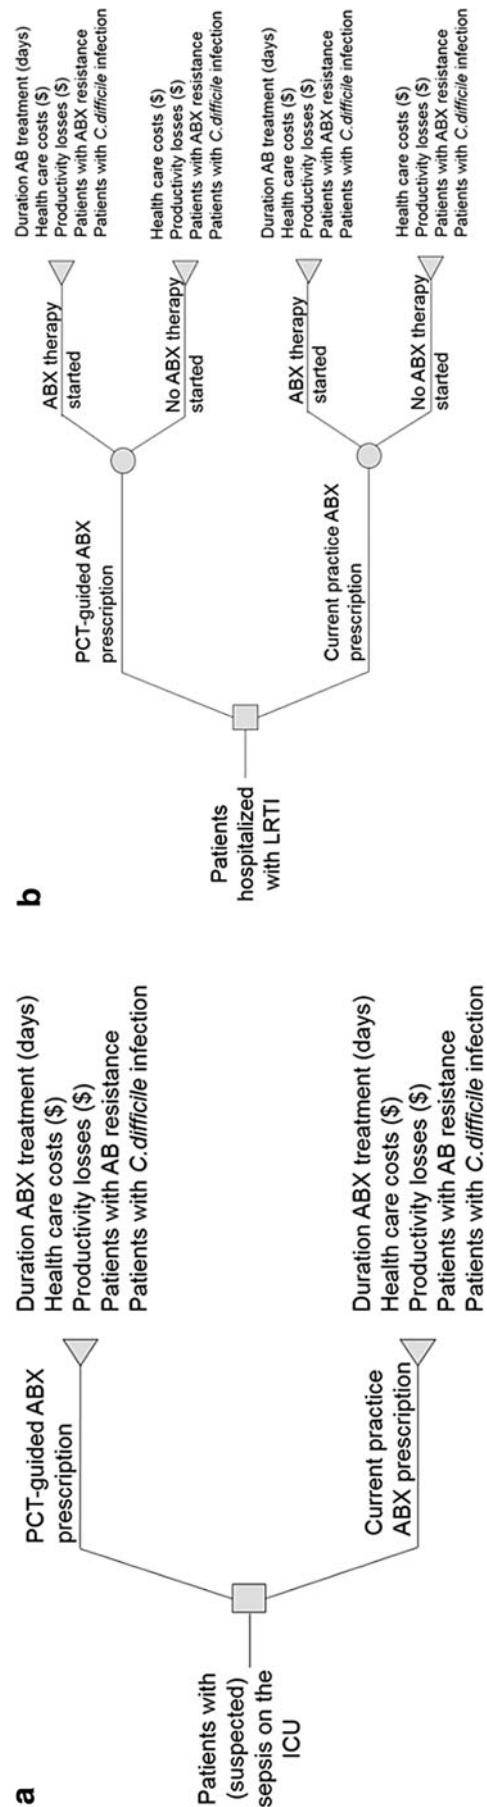 a
Patients with
(suspected)
sepsis on the
ICU
PCT-guided ABX
prescription
Duration ABX treatment (days)
Health care costs ($)
Productivity losses ($)
Patients with AB resistance
Patients with C.difficile infection
Current practice
ABX prescription
Duration ABX treatment (days)
Health care costs ($)
Productivity losses ($)
Patients with AB resistance
Patients with C.difficile infection
b
Patients
hospitalized
with LRTI
PCT-guided ABX
prescription
ABX therapy
started
Duration AB treatment (days)
Health care costs ($)
Productivity losses ($)
Patients with ABX resistance
Patients with C.difficile infection
No ABX therapy
started
Health care costs ($)
Productivity losses ($)
Patients with ABX resistance
Patients with C.difficile infection
Current practice ABX
prescription
ABX therapy
started
Duration AB treatment (days)
Health care costs ($)
Productivity losses ($)
Patients with ABX resistance
Patients with C.difficile infection
No ABX therapy
started
Health care costs ($)
Productivity losses ($)
Patients with ABX resistance
Patients with C.difficile infection